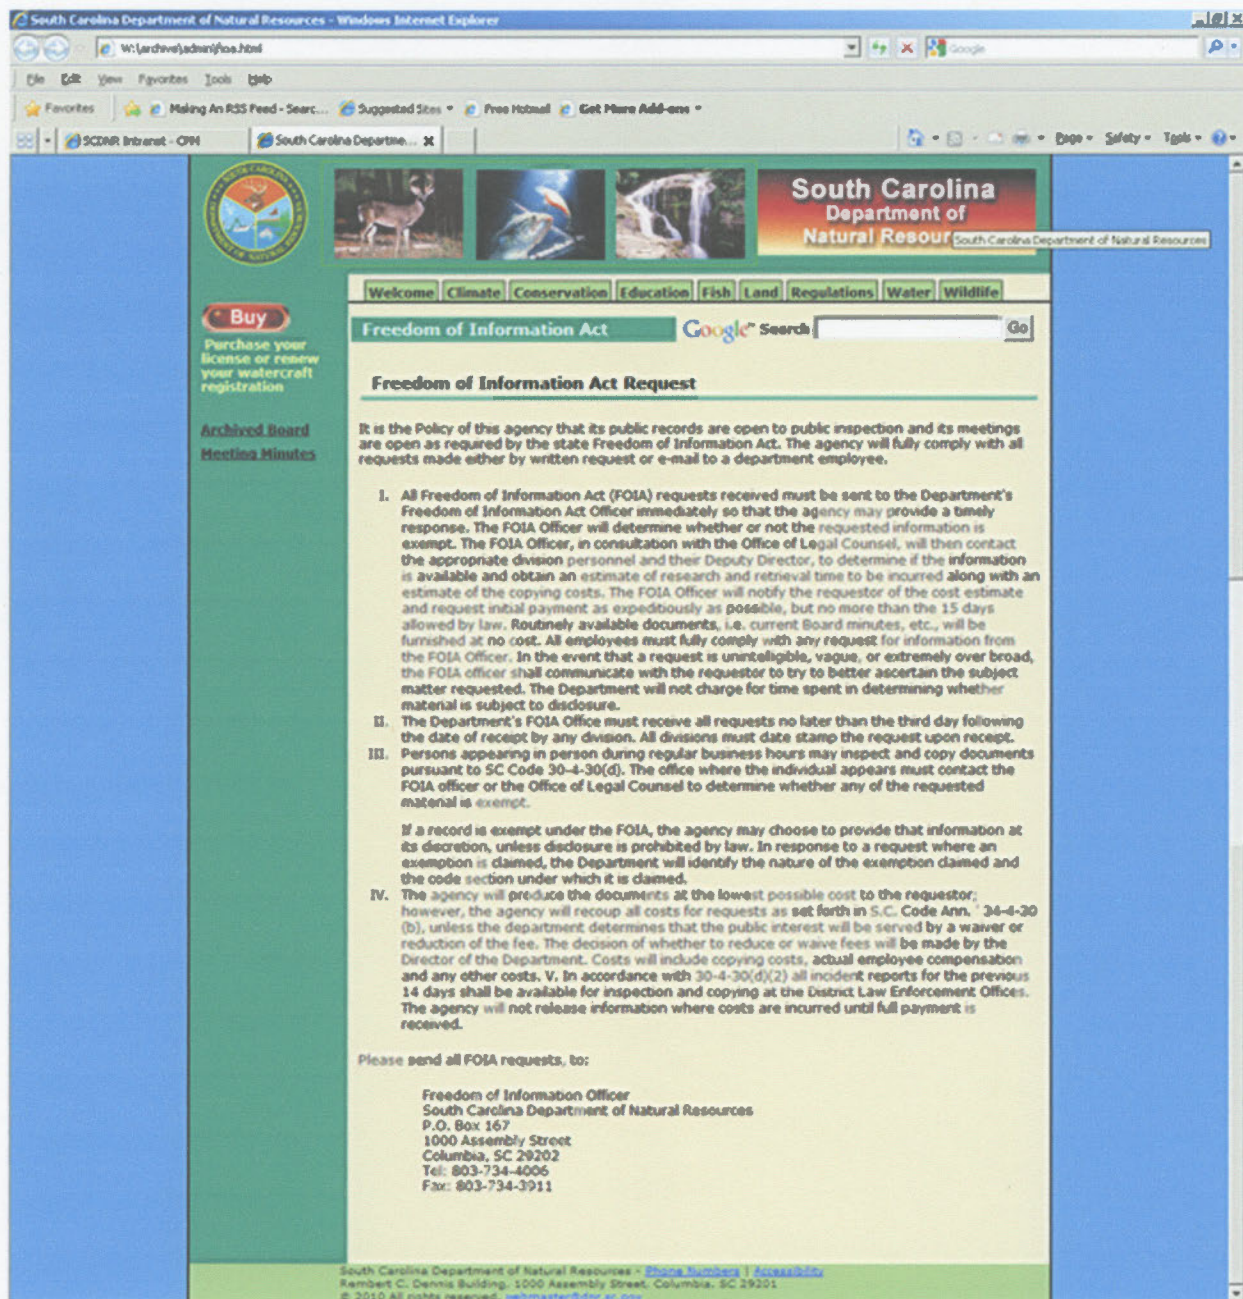 South Carolina Department of Natural Resources - Windows Internet Explorer
W:\archive\admin\foia.html
Google
File Edit View Favorites Tools Help
Favorites Making An RSS Feed - Searc... Suggested Sites Free Hotmail Get More Add-ons
SCDNR Intranet - CPM South Carolina Departme... X Page Safety Tools
South Carolina
Department of
Natural Resour
South Carolina Department of Natural Resources
Welcome Climate Conservation Education Fish Land Regulations Water Wildlife
Buy
Purchase your
license or renew
your watercraft
registration
Archived Board
Meeting Minutes
Freedom of Information Act Google™ Search Go
Freedom of Information Act Request
It is the Policy of this agency that its public records are open to public inspection and its meetings
are open as required by the state Freedom of Information Act. The agency will fully comply with all
requests made either by written request or e-mail to a department employee.
I. All Freedom of Information Act (FOIA) requests received must be sent to the Department's
Freedom of Information Act Officer immediately so that the agency may provide a timely
response. The FOIA Officer will determine whether or not the requested information is
exempt. The FOIA Officer, in consultation with the Office of Legal Counsel, will then contact
the appropriate division personnel and their Deputy Director, to determine if the information
is available and obtain an estimate of research and retrieval time to be incurred along with an
estimate of the copying costs. The FOIA Officer will notify the requestor of the cost estimate
and request initial payment as expeditiously as possible, but no more than the 15 days
allowed by law. Routinely available documents, i.e. current Board minutes, etc., will be
furnished at no cost. All employees must fully comply with any request for information from
the FOIA Officer. In the event that a request is unintelligible, vague, or extremely over broad,
the FOIA officer shall communicate with the requestor to try to better ascertain the subject
matter requested. The Department will not charge for time spent in determining whether
material is subject to disclosure.
II. The Department's FOIA Office must receive all requests no later than the third day following
the date of receipt by any division. All divisions must date stamp the request upon receipt.
III. Persons appearing in person during regular business hours may inspect and copy documents
pursuant to SC Code 30-4-30(d). The office where the individual appears must contact the
FOIA officer or the Office of Legal Counsel to determine whether any of the requested
material is exempt.
If a record is exempt under the FOIA, the agency may choose to provide that information at
its discretion, unless disclosure is prohibited by law. In response to a request where an
exemption is claimed, the Department will identify the nature of the exemption claimed and
the code section under which it is claimed.
IV. The agency will produce the documents at the lowest possible cost to the requestor;
however, the agency will recoup all costs for requests as set forth in S.C. Code Ann. ' 34-4-30
(b), unless the department determines that the public interest will be served by a waiver or
reduction of the fee. The decision of whether to reduce or waive fees will be made by the
Director of the Department. Costs will include copying costs, actual employee compensation
and any other costs. V. In accordance with 30-4-30(d)(2) all incident reports for the previous
14 days shall be available for inspection and copying at the District Law Enforcement Offices.
The agency will not release information where costs are incurred until full payment is
received.
Please send all FOIA requests, to:
Freedom of Information Officer
South Carolina Department of Natural Resources
P.O. Box 167
1000 Assembly Street
Columbia, SC 29202
Tel: 803-734-4006
Fax: 803-734-3911
South Carolina Department of Natural Resources - Phone Numbers | Accessibility
Rembert C. Dennis Building, 1000 Assembly Street, Columbia, SC 29201
© 2010 All rights reserved. webmaster@dnr.sc.gov